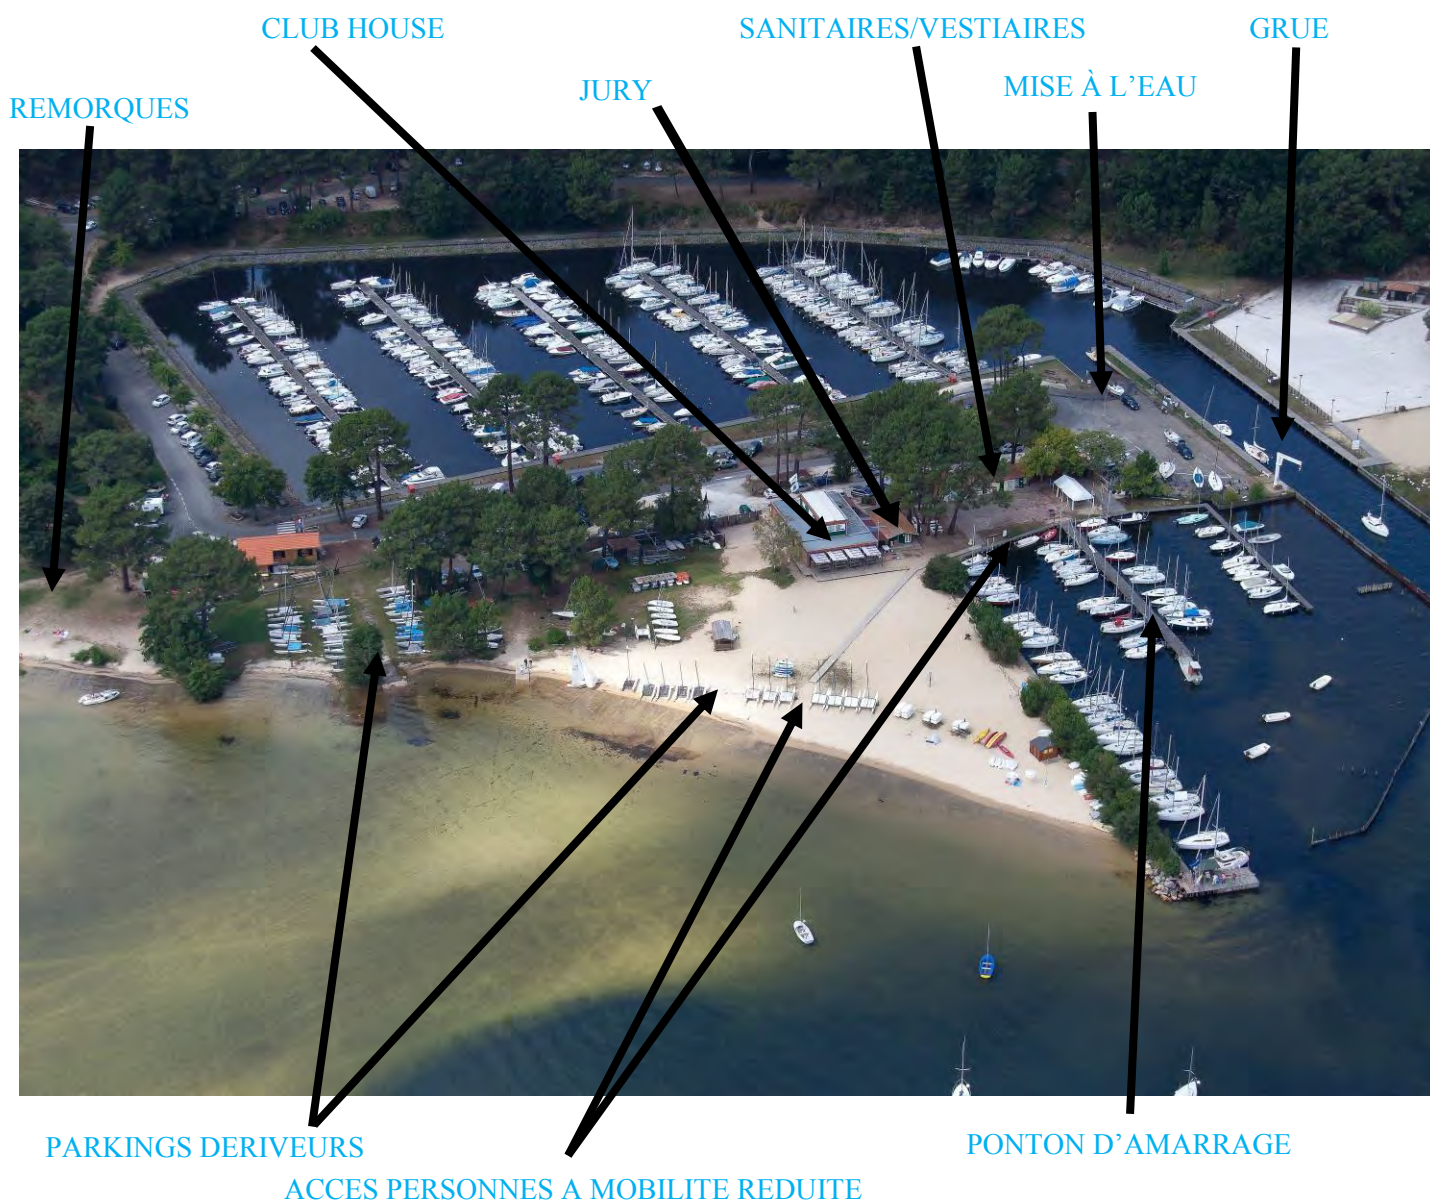 CLUB HOUSE
SANITAIRES/VESTIAIRES
GRUE
JURY
MISE À L’EAU
REMORQUES
PARKINGS DERIVEURS
PONTON D’AMARRAGE
ACCES PERSONNES A MOBILITE REDUITE